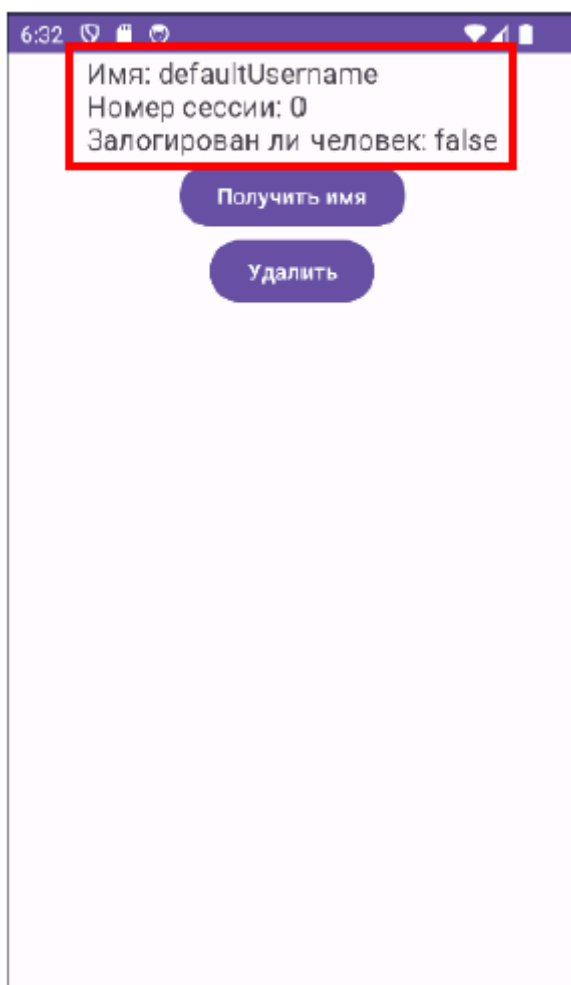 6:32
Имя: defaultUsername
Номер сессии: 0
Залогирован ли человек: false
Получить имя
Удалить